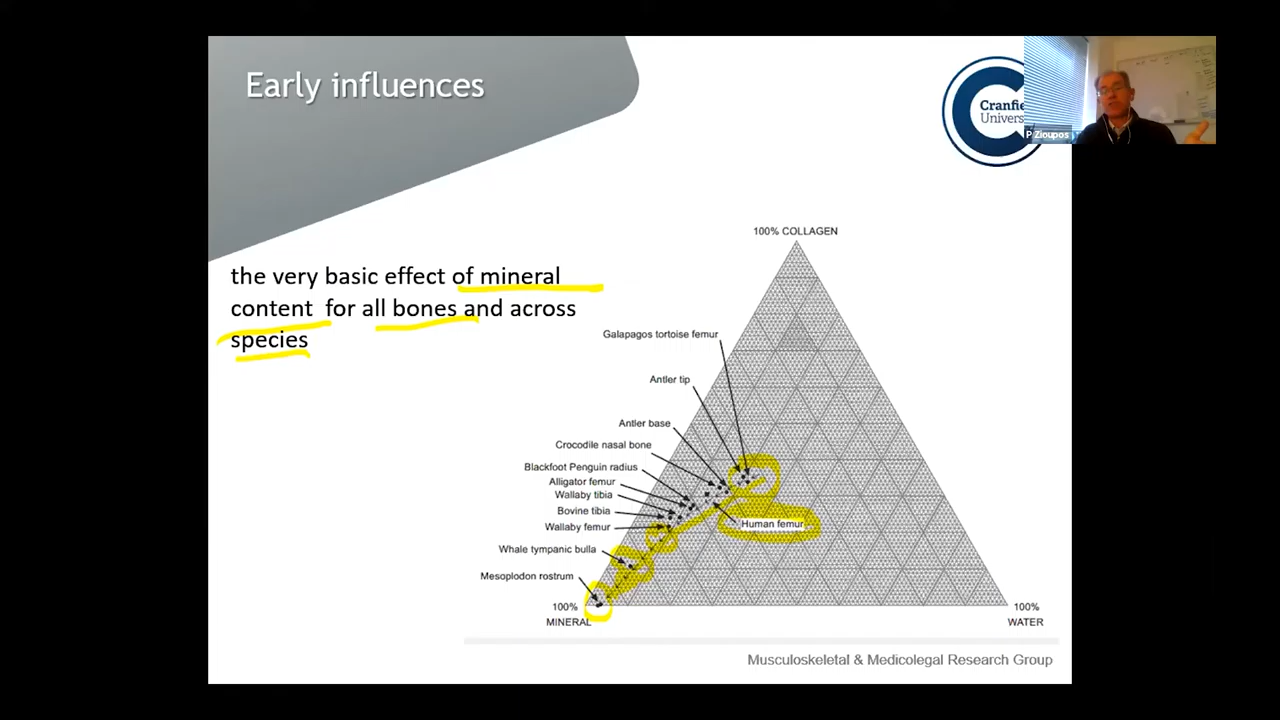 Early influences
Cranfie
Univers
P Zioupos
the very basic effect of mineral
content for all bones and across
species
100% COLLAGEN
Galapagos tortoise femur
Antler tip
Antler base
Crocodile nasal bone
Blackfoot Penguin radius
Alligator femur
Wallaby tibia
Bovine tibia
Human femur
Wallaby femur
Whale tympanic bulla
Mesoplodon rostrum
100%
MINERAL
100%
WATER
Musculoskeletal & Medicolegal Research Group